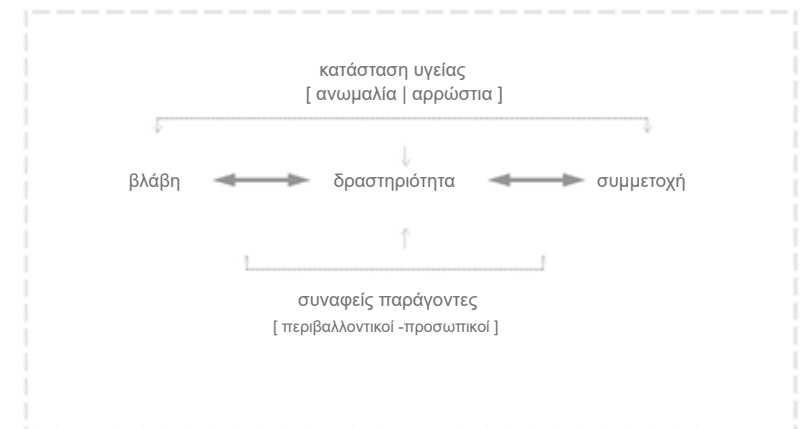 κατάσταση υγείας
[ ανωμαλία | αρρώστια ]
βλάβη δραστηριότητα συμμετοχή
συναφείς παράγοντες
[ περιβαλλοντικοί -προσωπικοί ]